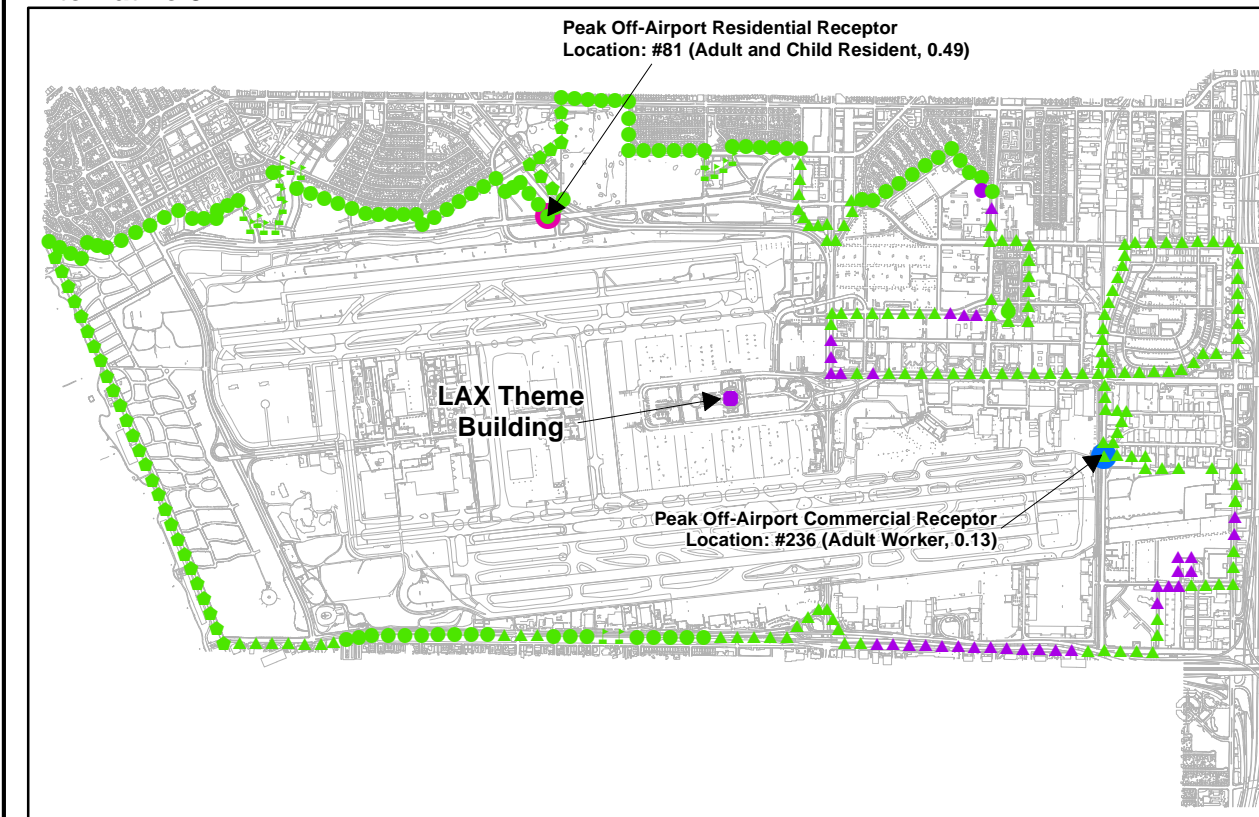 Peak Off-Airport Residential Receptor
Location: #81 (Adult and Child Resident, 0.49)
LAX Theme
Building
Peak Off-Airport Commercial Receptor
Location: #236 (Adult Worker, 0.13)